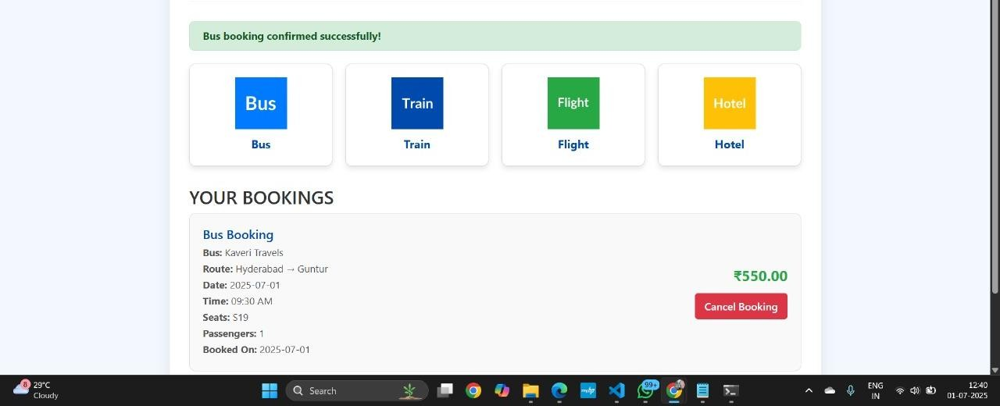 Bus booking confirmed successfully!
Bus Train Flight Hotel
Bus Train Flight Hotel
YOUR BOOKINGS
Bus Booking
Bus: Kaveri Travels
Route: Hyderabad → Guntur
Date: 2025-07-01
Time: 09:30 AM
Seats: S19
Passengers: 1
Booked On: 2025-07-01
₹550.00
Cancel Booking
8
29°C
Cloudy
Search
myhp
99+
ENG
IN
12:40
01-07-2025